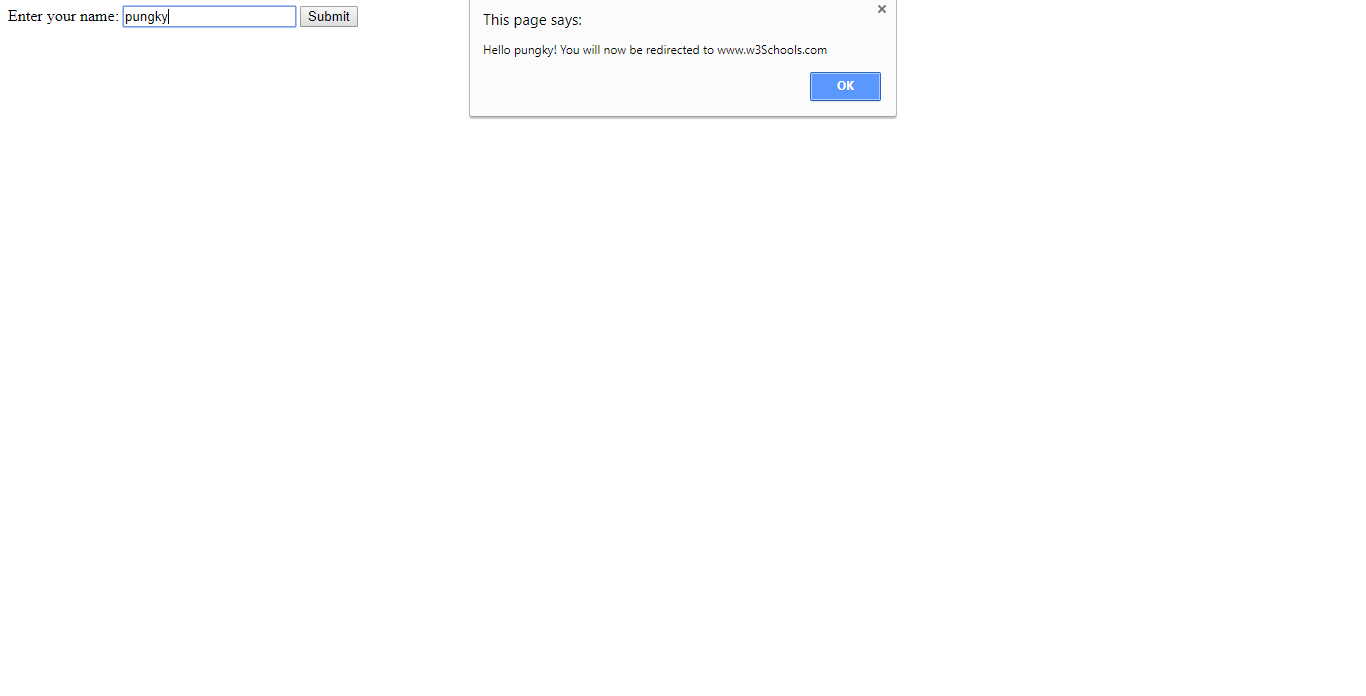 Enter your name: pungky Submit
This page says:
Hello pungky! You will now be redirected to www.w3Schools.com
OK